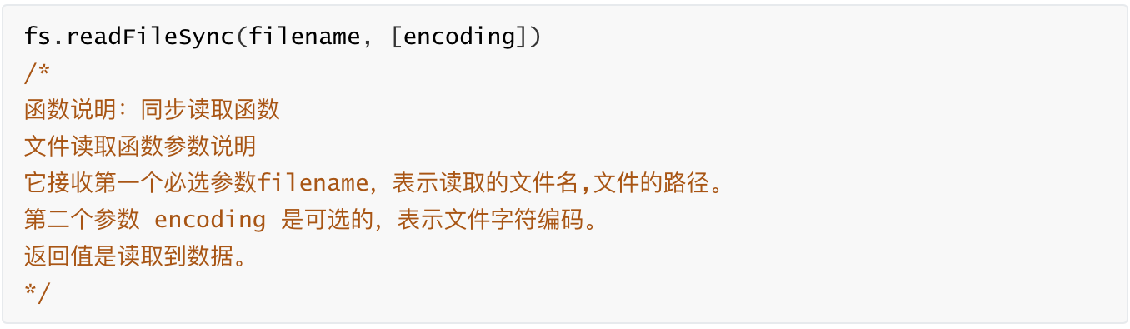 fs.readFileSync(filename, [encoding])
/*
函数说明：同步读取函数
文件读取函数参数说明
它接收第一个必选参数filename，表示读取的文件名,文件的路径。
第二个参数 encoding 是可选的，表示文件字符编码。
返回值是读取到数据。
*/